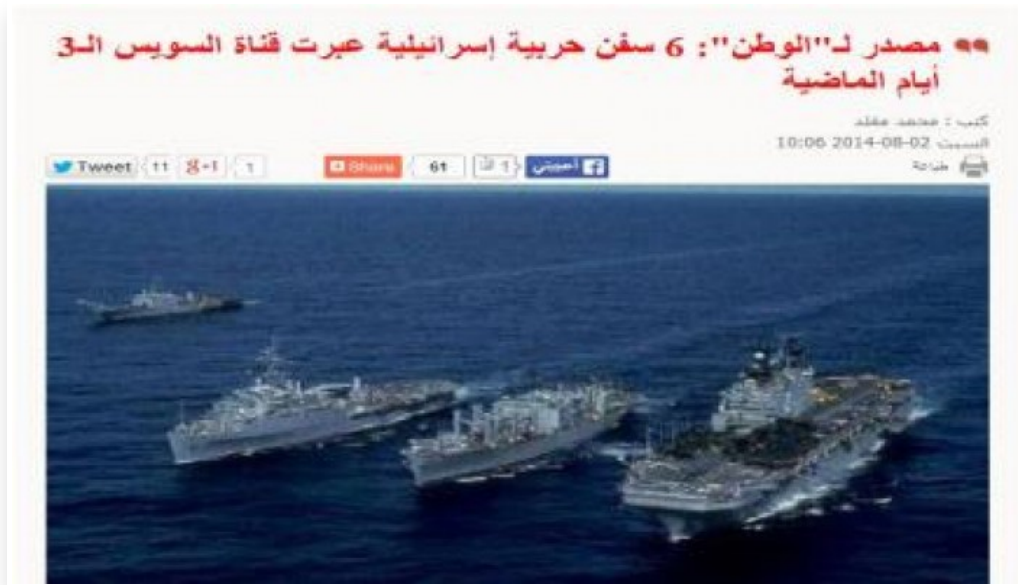 مصدر لـ"الوطن": 6 سفن حربية إسرائيلية عبرت قناة السويس الـ3
أيام الماضية
كتب : محمد مقلد
السبت 02-08-2014 10:06
طباعة
أعجبني 1 61 Share 1 g+1 11 Tweet